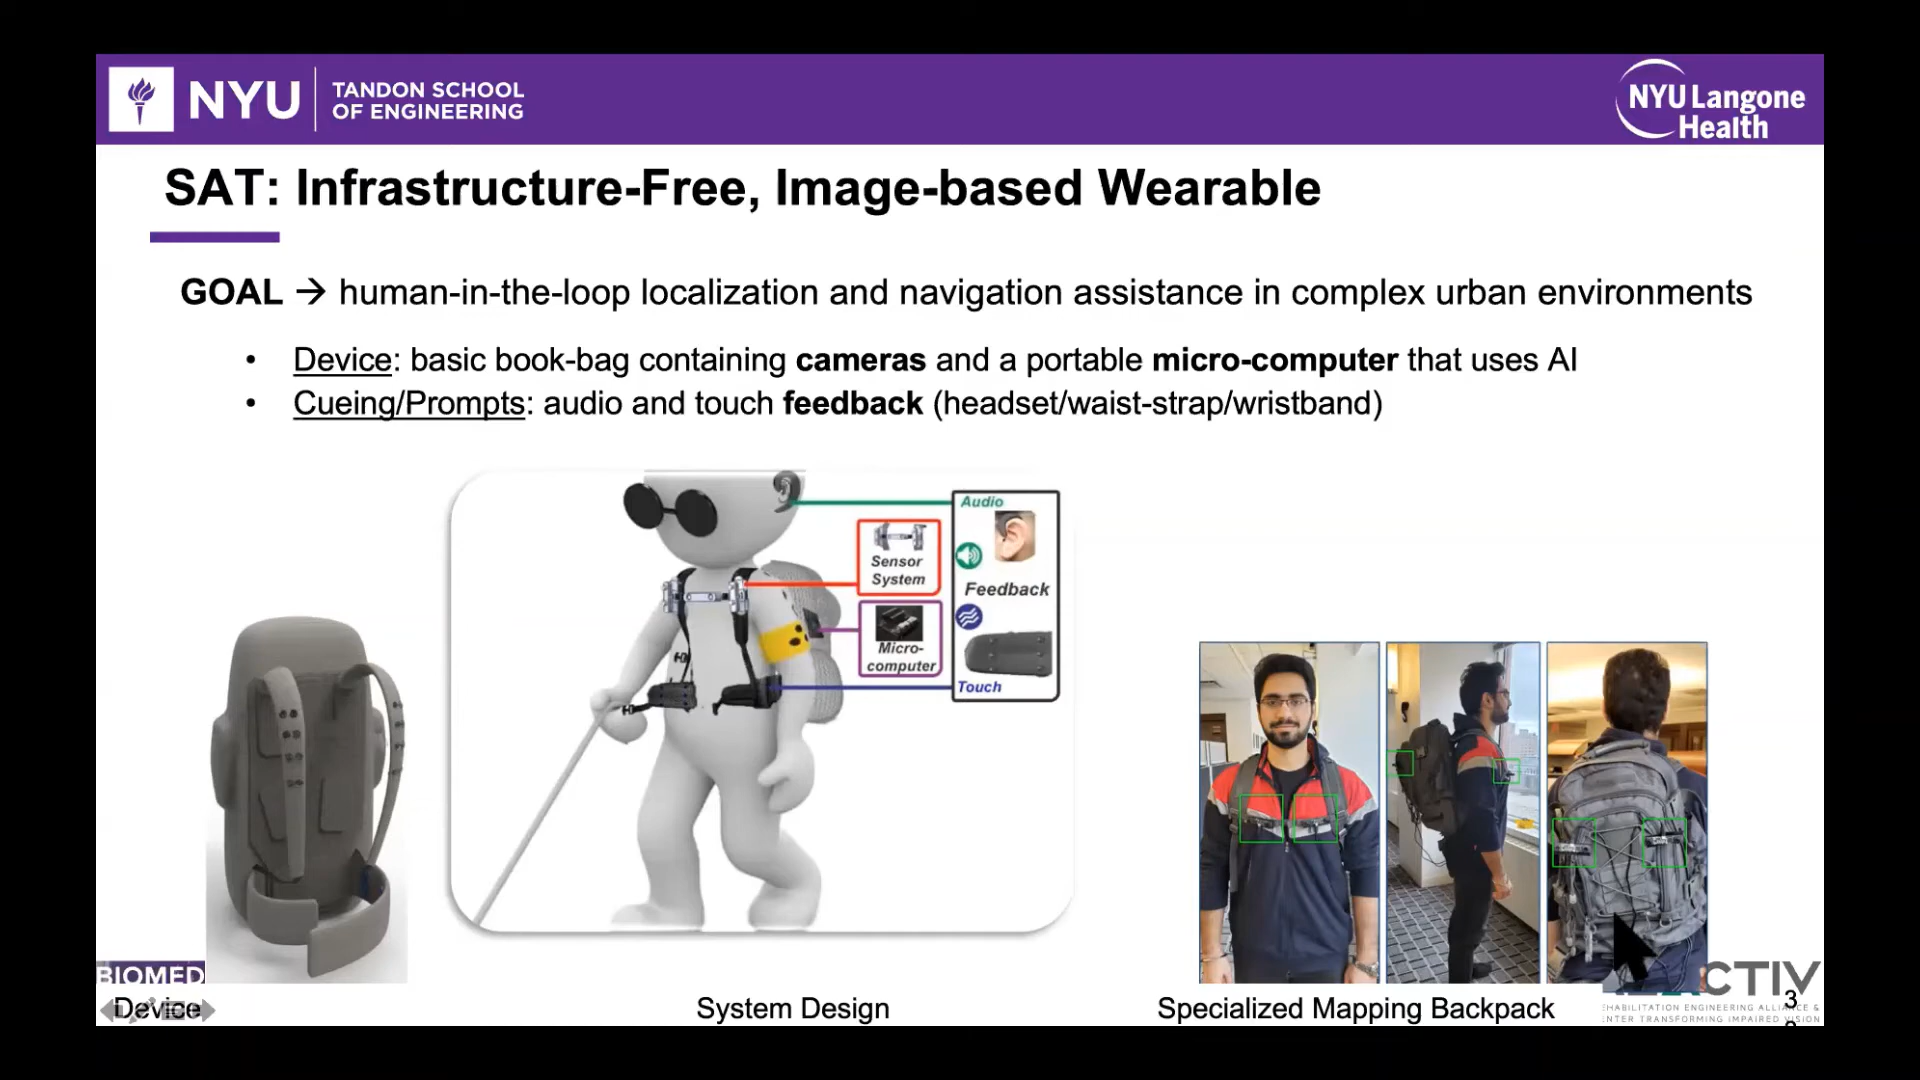 NYU
TANDON SCHOOL
OF ENGINEERING
NYU Langone
Health
SAT: Infrastructure-Free, Image-based Wearable
GOAL → human-in-the-loop localization and navigation assistance in complex urban environments
• Device: basic book-bag containing cameras and a portable micro-computer that uses AI
• Cueing/Prompts: audio and touch feedback (headset/waist-strap/wristband)
Audio
Sensor
System
Feedback
Micro-
computer
Touch
BIOMED
Device
System Design
Specialized Mapping Backpack
CTIV
EHABILITATION ENGINEERING ALLIANCE &
ENTER TRANSFORMING IMPAIRED VISION
3